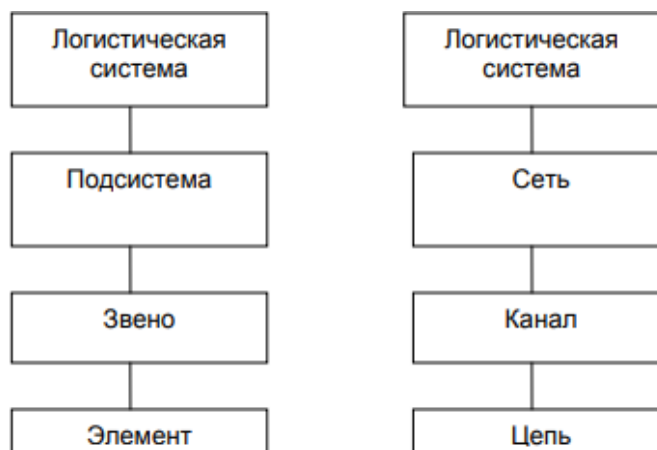 Логистическая
система
Подсистема
Звено
Элемент
Логистическая
система
Сеть
Канал
Цепь